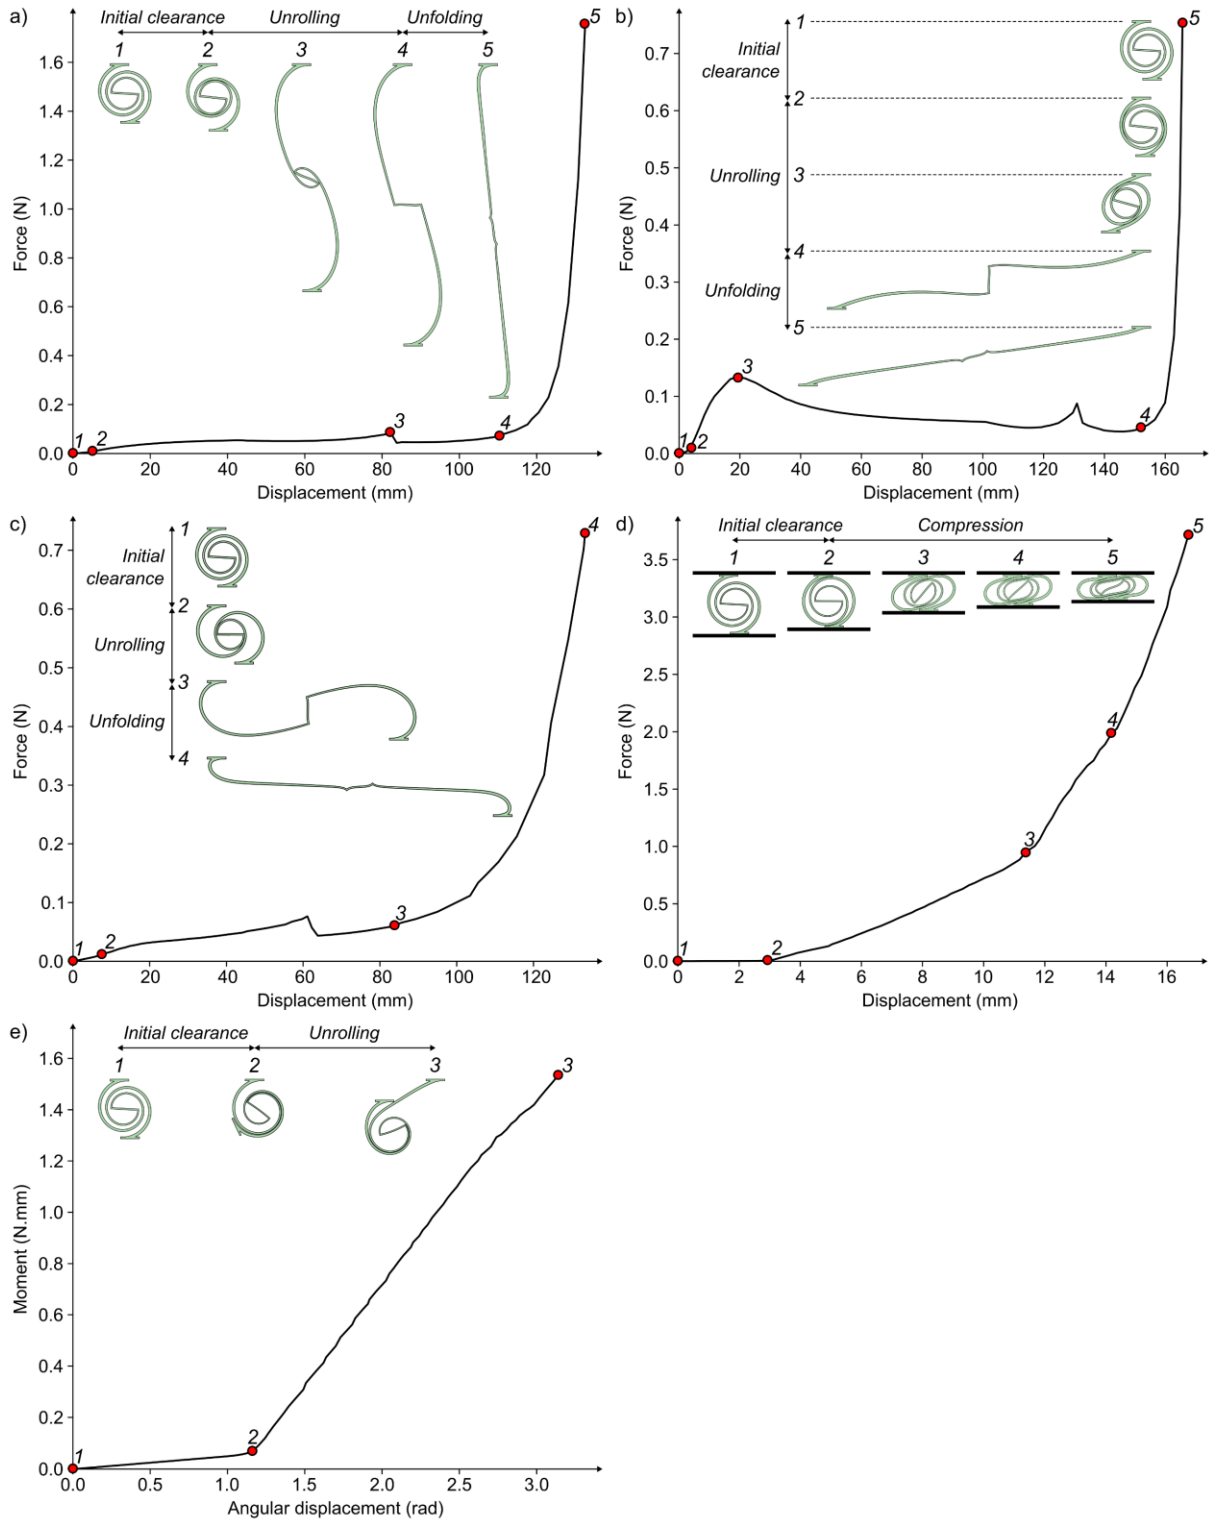 a)
Initial clearance Unrolling Unfolding
1 2 3 4 5
5
1.6
1.4
1.2
1.0
0.8
0.6
0.4
0.2
0.0
Force (N)
1 2 3 4
0 20 40 60 80 100 120
Displacement (mm)
b)
1
Initial
clearance
2
Unrolling
3
4
Unfolding
5
5
0.7
0.6
0.5
0.4
0.3
0.2
0.1
0.0
Force (N)
1 2 3 4
0 20 40 60 80 100 120 140 160
Displacement (mm)
c)
1
Initial
clearance
2
Unrolling
3
Unfolding
4
4
0.7
0.6
0.5
0.4
0.3
0.2
0.1
0.0
Force (N)
1 2 3
0 20 40 60 80 100 120
Displacement (mm)
d)
Initial clearance Compression
1 2 3 4 5
5
3.5
3.0
2.5
2.0
1.5
1.0
0.5
0.0
Force (N)
1 2 3 4
0 2 4 6 8 10 12 14 16
Displacement (mm)
e)
Initial clearance Unrolling
1 2 3
3
1.6
1.4
1.2
1.0
0.8
0.6
0.4
0.2
0.0
Moment (N.mm)
1 2
0.0 0.5 1.0 1.5 2.0 2.5 3.0
Angular displacement (rad)